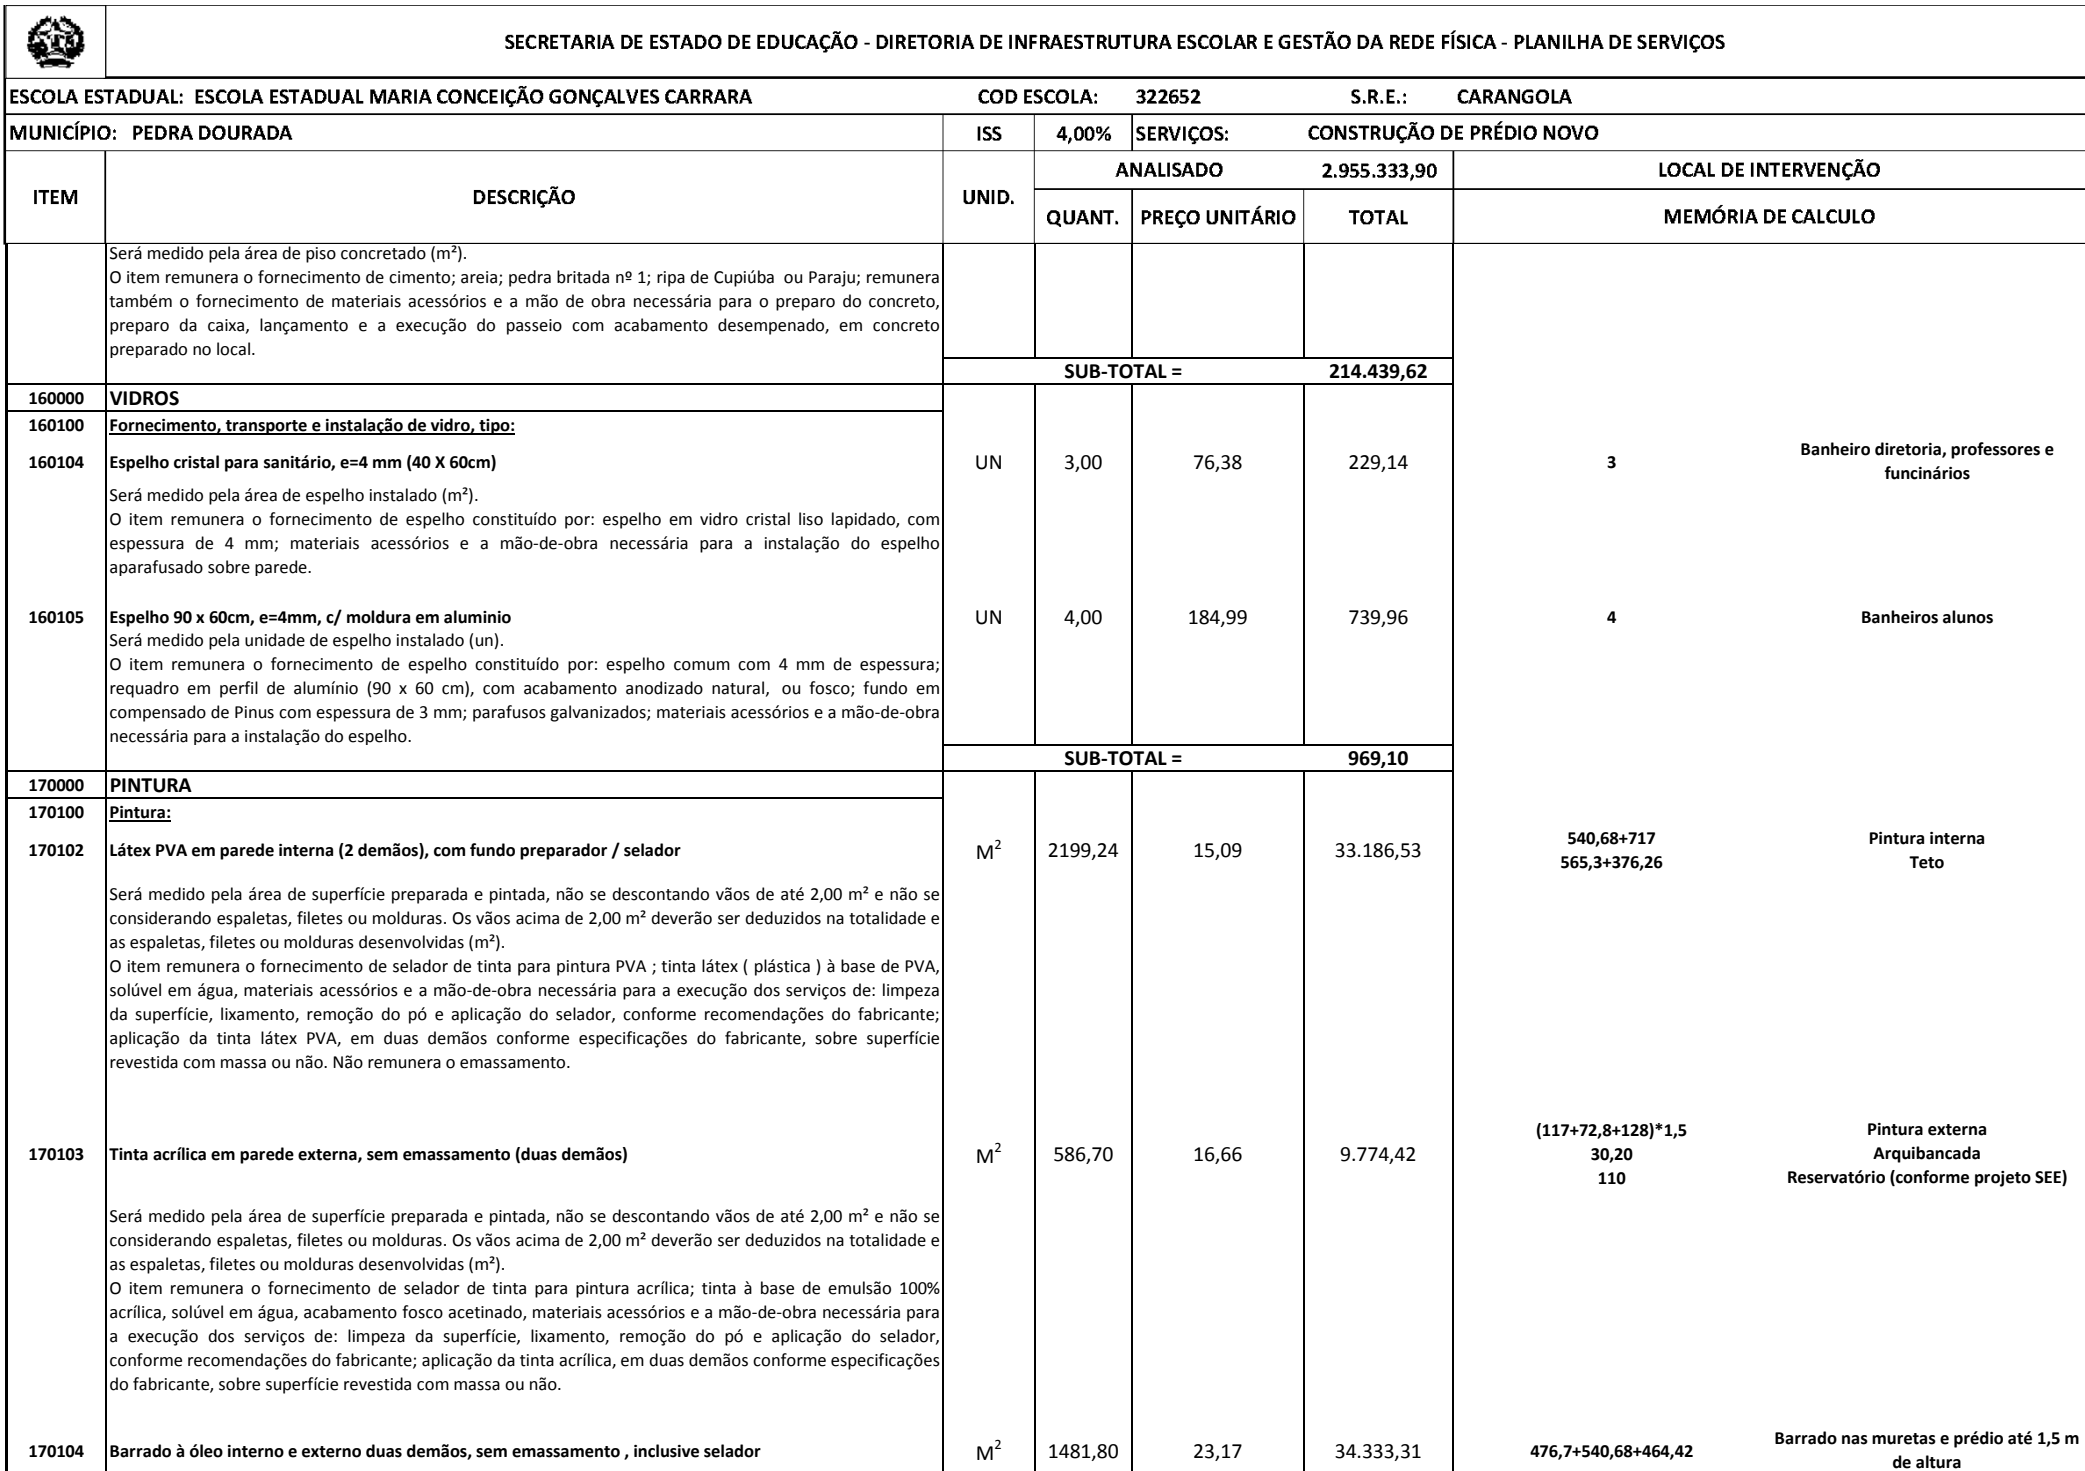 SECRETARIA DE ESTADO DE EDUCAÇÃO - DIRETORIA DE INFRAESTRUTURA ESCOLAR E GESTÃO DA REDE FÍSICA - PLANILHA DE SERVIÇOS
ESCOLA ESTADUAL: ESCOLA ESTADUAL MARIA CONCEIÇÃO GONÇALVES CARRARA COD ESCOLA: 322652 S.R.E.: CARANGOLA
MUNICÍPIO: PEDRA DOURADA ISS 4,00% SERVIÇOS: CONSTRUÇÃO DE PRÉDIO NOVO
ITEM DESCRIÇÃO UNID. ANALISADO 2.955.333,90 LOCAL DE INTERVENÇÃO
QUANT. PREÇO UNITÁRIO TOTAL MEMÓRIA DE CALCULO
Será medido pela área de piso concretado (m²).
O item remunera o fornecimento de cimento; areia; pedra britada nº 1; ripa de Cupiúba ou Paraju; remunera
também o fornecimento de materiais acessórios e a mão de obra necessária para o preparo do concreto,
preparo da caixa, lançamento e a execução do passeio com acabamento desempenado, em concreto
preparado no local.
SUB-TOTAL = 214.439,62
160000 VIDROS
160100 Fornecimento, transporte e instalação de vidro, tipo:
160104 Espelho cristal para sanitário, e=4 mm (40 X 60cm) UN 3,00 76,38 229,14 3 Banheiro diretoria, professores e
funcinários
Será medido pela área de espelho instalado (m²).
O item remunera o fornecimento de espelho constituído por: espelho em vidro cristal liso lapidado, com
espessura de 4 mm; materiais acessórios e a mão-de-obra necessária para a instalação do espelho
aparafusado sobre parede.
160105 Espelho 90 x 60cm, e=4mm, c/ moldura em aluminio UN 4,00 184,99 739,96 4 Banheiros alunos
Será medido pela unidade de espelho instalado (un).
O item remunera o fornecimento de espelho constituído por: espelho comum com 4 mm de espessura;
requadro em perfil de alumínio (90 x 60 cm), com acabamento anodizado natural, ou fosco; fundo em
compensado de Pinus com espessura de 3 mm; parafusos galvanizados; materiais acessórios e a mão-de-obra
necessária para a instalação do espelho.
SUB-TOTAL = 969,10
170000 PINTURA
170100 Pintura:
170102 Látex PVA em parede interna (2 demãos), com fundo preparador / selador M² 2199,24 15,09 33.186,53 540,68+717 Pintura interna
565,3+376,26 Teto
Será medido pela área de superfície preparada e pintada, não se descontando vãos de até 2,00 m² e não se
considerando espaletas, filetes ou molduras. Os vãos acima de 2,00 m² deverão ser deduzidos na totalidade e
as espaletas, filetes ou molduras desenvolvidas (m²).
O item remunera o fornecimento de selador de tinta para pintura PVA ; tinta látex ( plástica ) à base de PVA,
solúvel em água, materiais acessórios e a mão-de-obra necessária para a execução dos serviços de: limpeza
da superfície, lixamento, remoção do pó e aplicação do selador, conforme recomendações do fabricante;
aplicação da tinta látex PVA, em duas demãos conforme especificações do fabricante, sobre superfície
revestida com massa ou não. Não remunera o emassamento.
(117+72,8+128)*1,5 Pintura externa
170103 Tinta acrílica em parede externa, sem emassamento (duas demãos) M² 586,70 16,66 9.774,42 30,20 Arquibancada
110 Reservatório (conforme projeto SEE)
Será medido pela área de superfície preparada e pintada, não se descontando vãos de até 2,00 m² e não se
considerando espaletas, filetes ou molduras. Os vãos acima de 2,00 m² deverão ser deduzidos na totalidade e
as espaletas, filetes ou molduras desenvolvidas (m²).
O item remunera o fornecimento de selador de tinta para pintura acrílica; tinta à base de emulsão 100%
acrílica, solúvel em água, acabamento fosco acetinado, materiais acessórios e a mão-de-obra necessária para
a execução dos serviços de: limpeza da superfície, lixamento, remoção do pó e aplicação do selador,
conforme recomendações do fabricante; aplicação da tinta acrílica, em duas demãos conforme especificações
do fabricante, sobre superfície revestida com massa ou não.
170104 Barrado à óleo interno e externo duas demãos, sem emassamento , inclusive selador M² 1481,80 23,17 34.333,31 476,7+540,68+464,42 Barrado nas muretas e prédio até 1,5 m
de altura